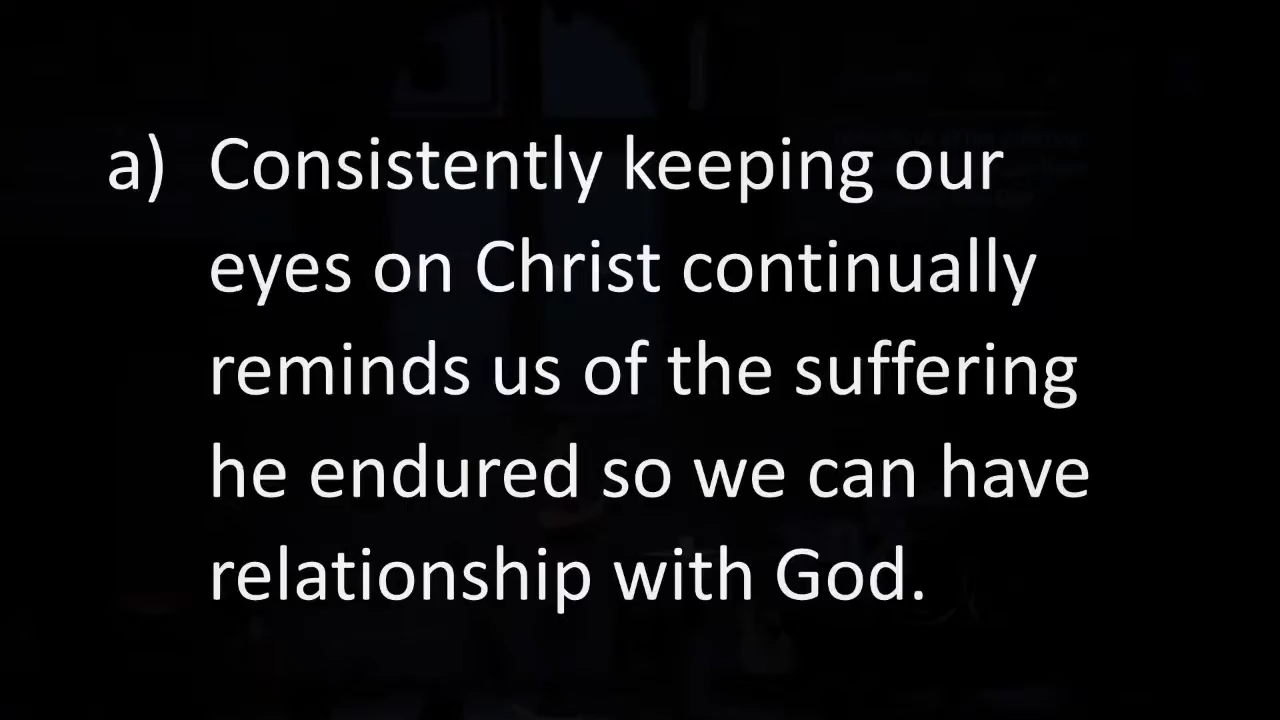 a) Consistently keeping our
eyes on Christ continually
reminds us of the suffering
he endured so we can have
relationship with God.